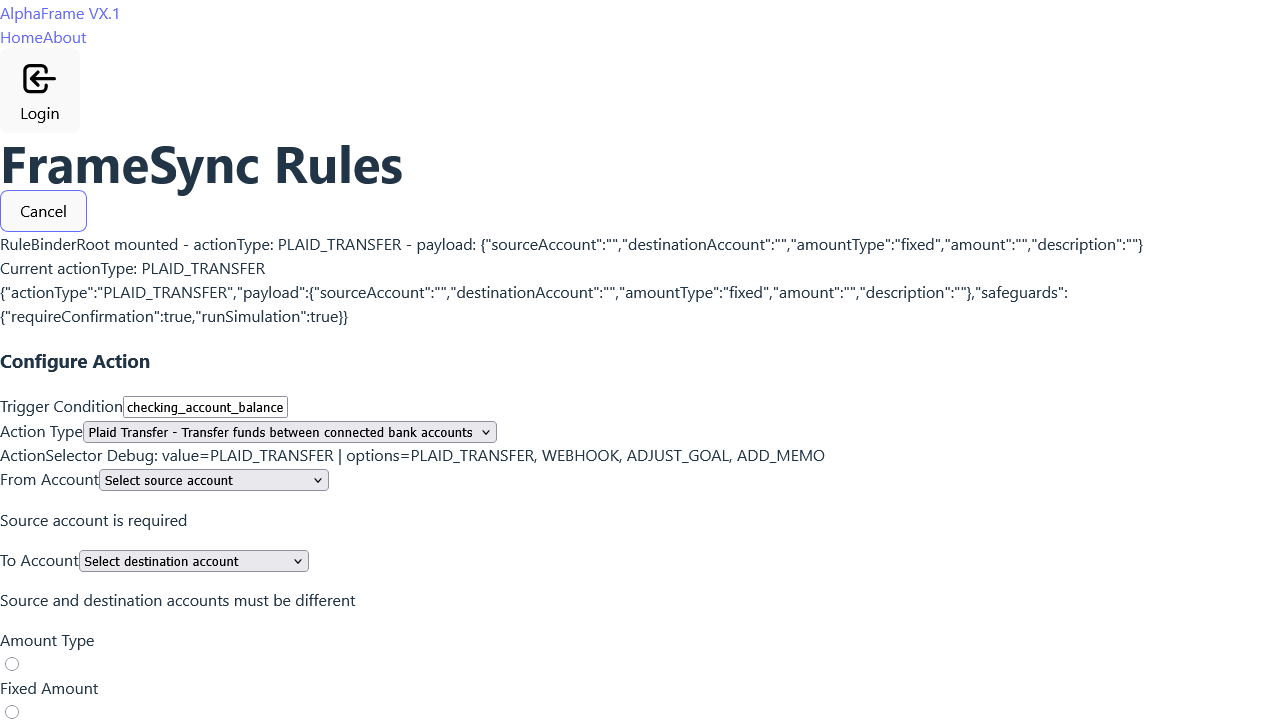 AlphaFrame VX.1
HomeAbout
Login
FrameSync Rules
Cancel
RuleBinderRoot mounted - actionType: PLAID_TRANSFER - payload: {"sourceAccount":"","destinationAccount":"","amountType":"fixed","amount":"","description":""}
Current actionType: PLAID_TRANSFER
{"actionType":"PLAID_TRANSFER","payload":{"sourceAccount":"","destinationAccount":"","amountType":"fixed","amount":"","description":""},"safeguards":
{"requireConfirmation":true,"runSimulation":true}}
Configure Action
Trigger Condition checking_account_balance
Action Type Plaid Transfer - Transfer funds between connected bank accounts
ActionSelector Debug: value=PLAID_TRANSFER | options=PLAID_TRANSFER, WEBHOOK, ADJUST_GOAL, ADD_MEMO
From Account Select source account
Source account is required
To Account Select destination account
Source and destination accounts must be different
Amount Type
Fixed Amount